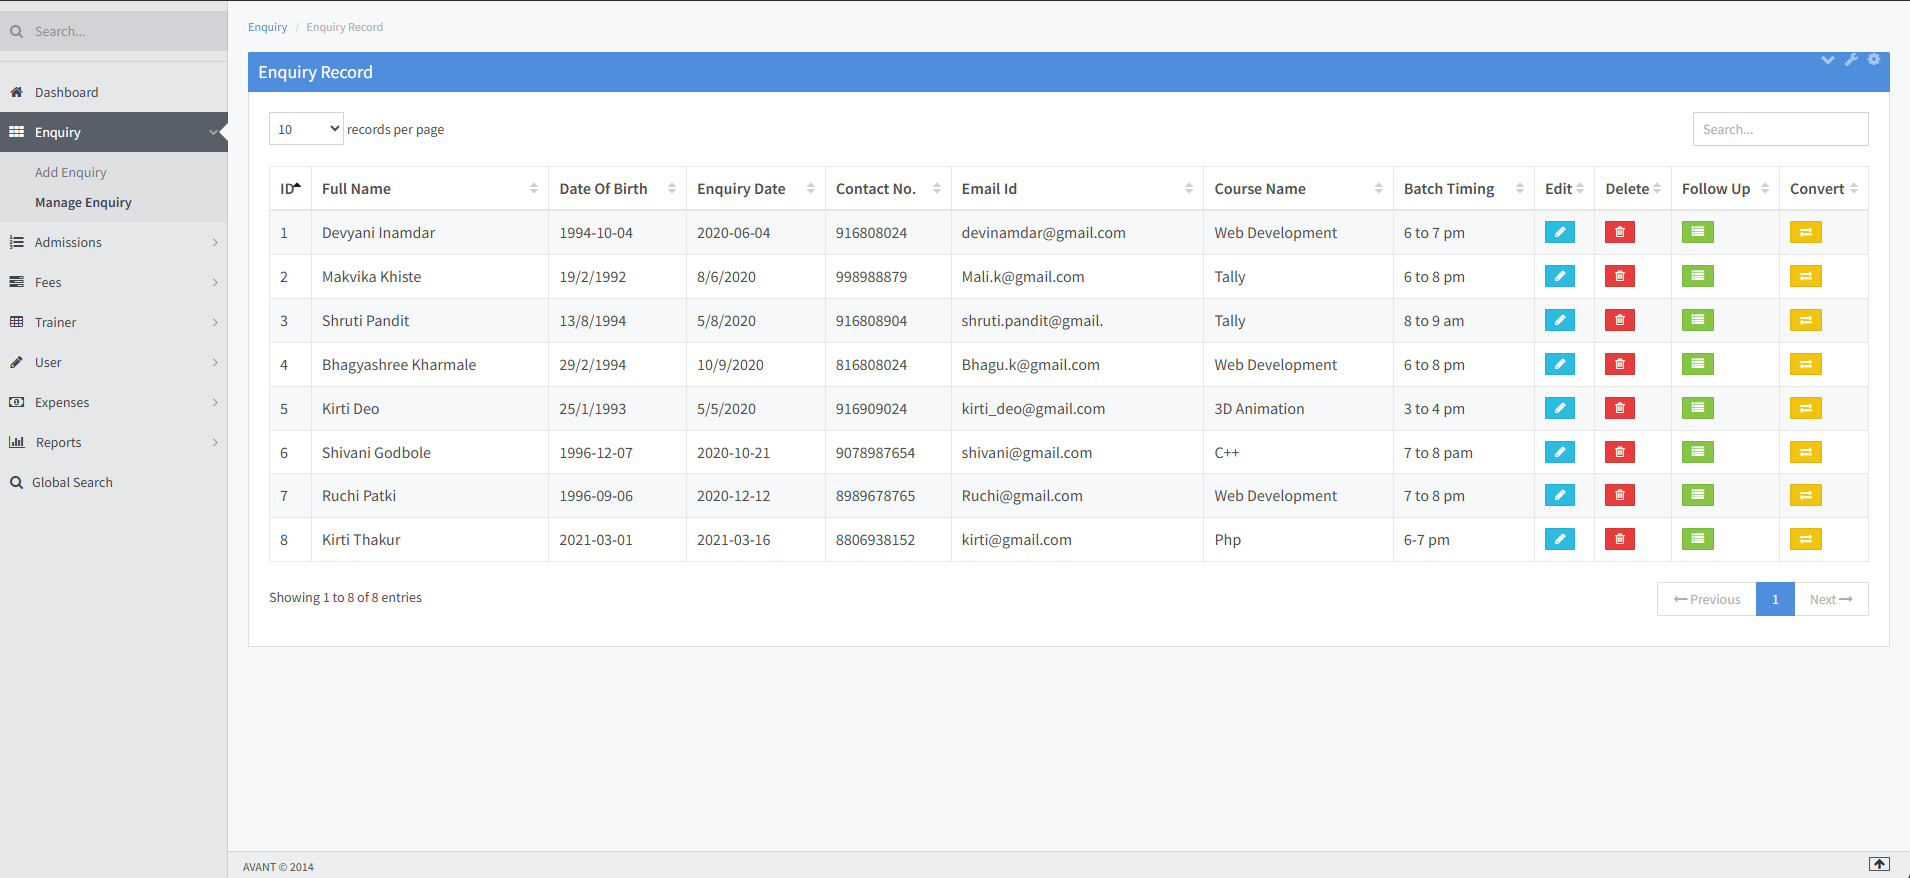 Search...
Dashboard
Enquiry
Add Enquiry
Manage Enquiry
Admissions
Fees
Trainer
User
Expenses
Reports
Global Search
Enquiry / Enquiry Record
Enquiry Record
10 records per page
Search...
ID Full Name Date Of Birth Enquiry Date Contact No. Email Id Course Name Batch Timing Edit Delete Follow Up Convert
1 Devyani Inamdar 1994-10-04 2020-06-04 916808024 devinamdar@gmail.com Web Development 6 to 7 pm
2 Makvika Khiste 19/2/1992 8/6/2020 998988879 Mali.k@gmail.com Tally 6 to 8 pm
3 Shruti Pandit 13/8/1994 5/8/2020 916808904 shruti.pandit@gmail. Tally 8 to 9 am
4 Bhagyashree Kharmale 29/2/1994 10/9/2020 816808024 Bhagu.k@gmail.com Web Development 6 to 8 pm
5 Kirti Deo 25/1/1993 5/5/2020 916909024 kirti_deo@gmail.com 3D Animation 3 to 4 pm
6 Shivani Godbole 1996-12-07 2020-10-21 9078987654 shivani@gmail.com C++ 7 to 8 pam
7 Ruchi Patki 1996-09-06 2020-12-12 8989678765 Ruchi@gmail.com Web Development 7 to 8 pm
8 Kirti Thakur 2021-03-01 2021-03-16 8806938152 kirti@gmail.com Php 6-7 pm
Showing 1 to 8 of 8 entries
← Previous 1 Next →
AVANT © 2014